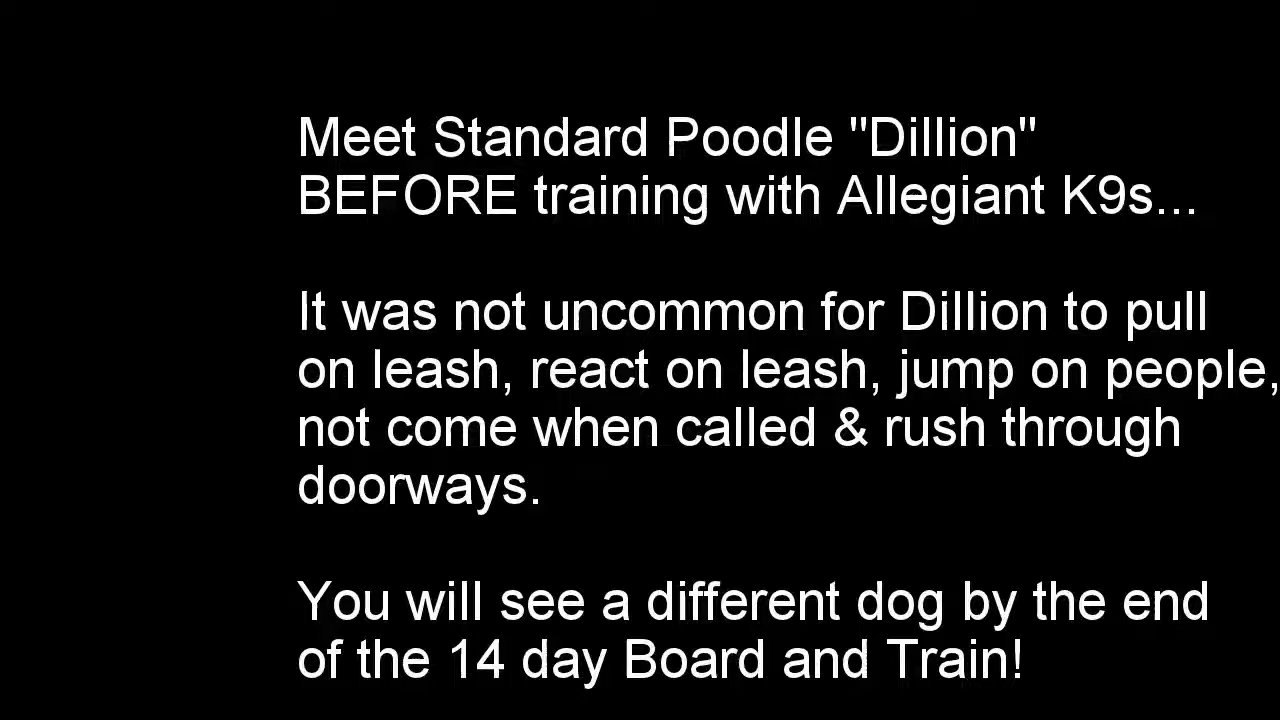 Meet Standard Poodle "Dillion"
BEFORE training with Allegiant K9s...
It was not uncommon for Dillion to pull
on leash, react on leash, jump on people,
not come when called & rush through
doorways.
You will see a different dog by the end
of the 14 day Board and Train!